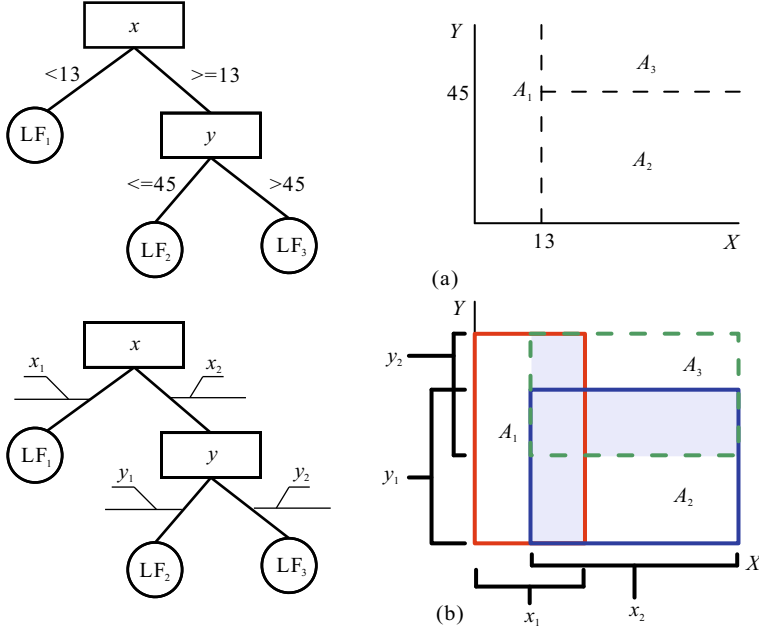 x
<13
>=13
LF₁
y
<=45
>45
LF₂
LF₃
Y
45
A₁
A₃
A₂
13
X
(a)
x
x₁
x₂
LF₁
y
y₁
y₂
LF₂
LF₃
Y
y₂
A₃
A₁
y₁
A₂
X
x₁
x₂
(b)